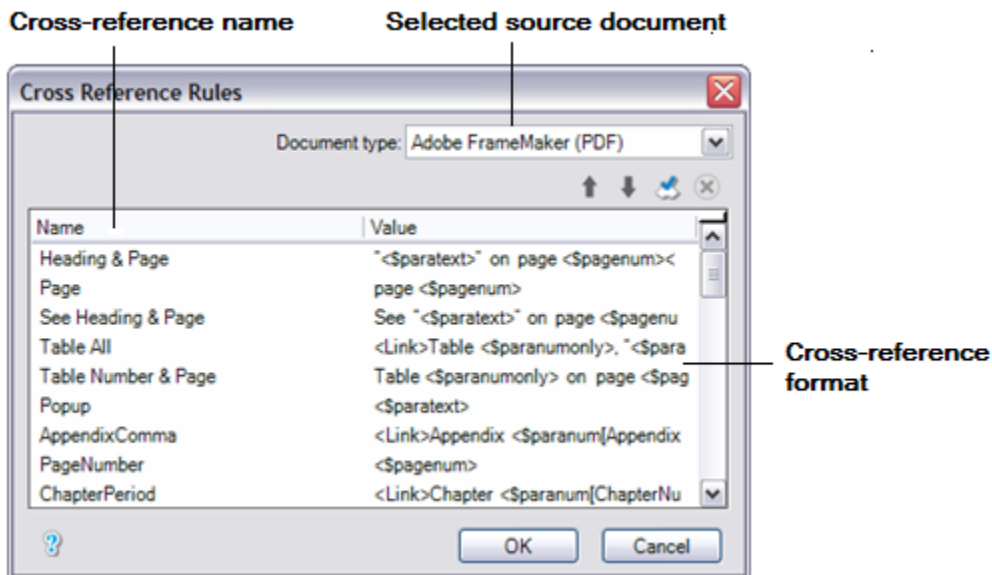 Cross-reference name Selected source document
Cross Reference Rules
Document type: Adobe FrameMaker (PDF)
Name Value
Heading & Page "<$paratext>" on page <$pagenum><
Page page <$pagenum>
See Heading & Page See "<$paratext>" on page <$pagenu
Table All <Link>Table <$paranumonly>, "<$para
Table Number & Page Table <$paranumonly> on page <$pag
Popup <$paratext>
AppendixComma <Link>Appendix <$paranum[Appendix
PageNumber <$pagenum>
ChapterPeriod <Link>Chapter <$paranum[ChapterNu
Cross-reference
format
? OK Cancel